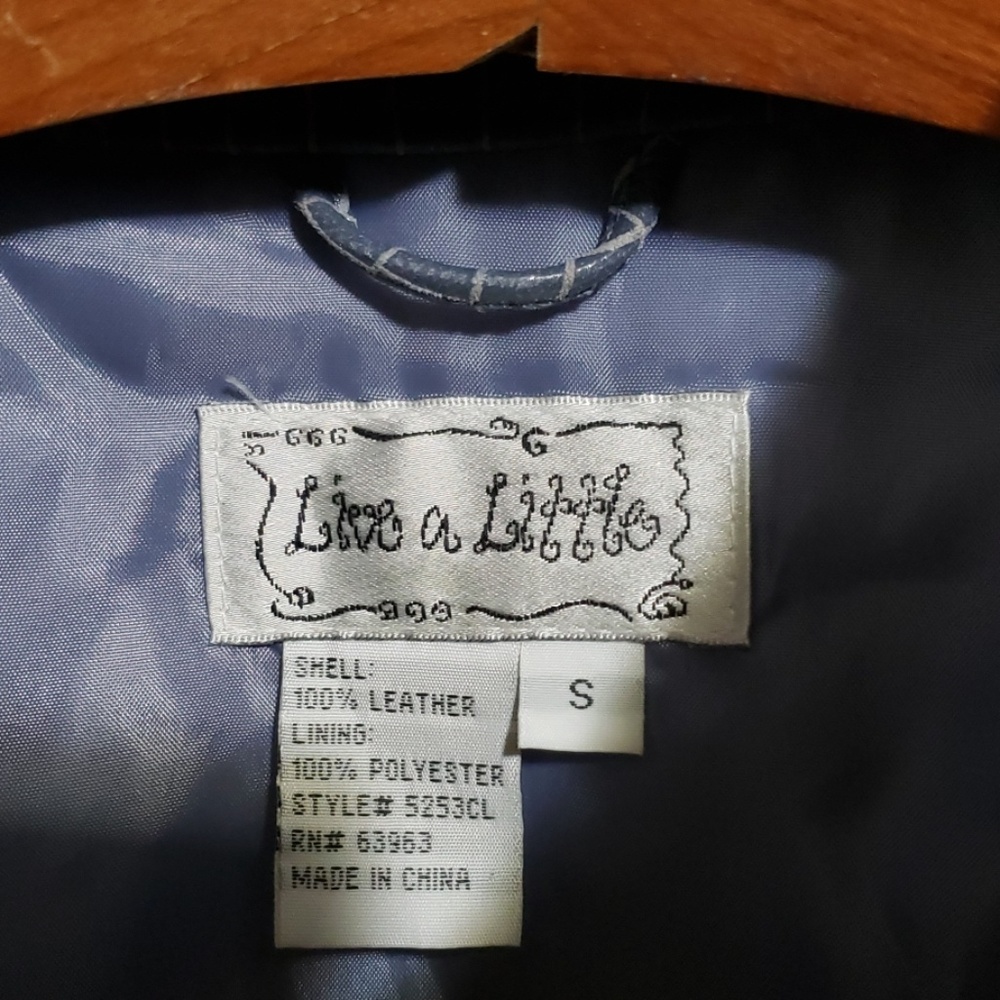 Live a Little
SHELL:
100% LEATHER
LINING:
100% POLYESTER
STYLE# 5253CL
RN# 63963
MADE IN CHINA
S